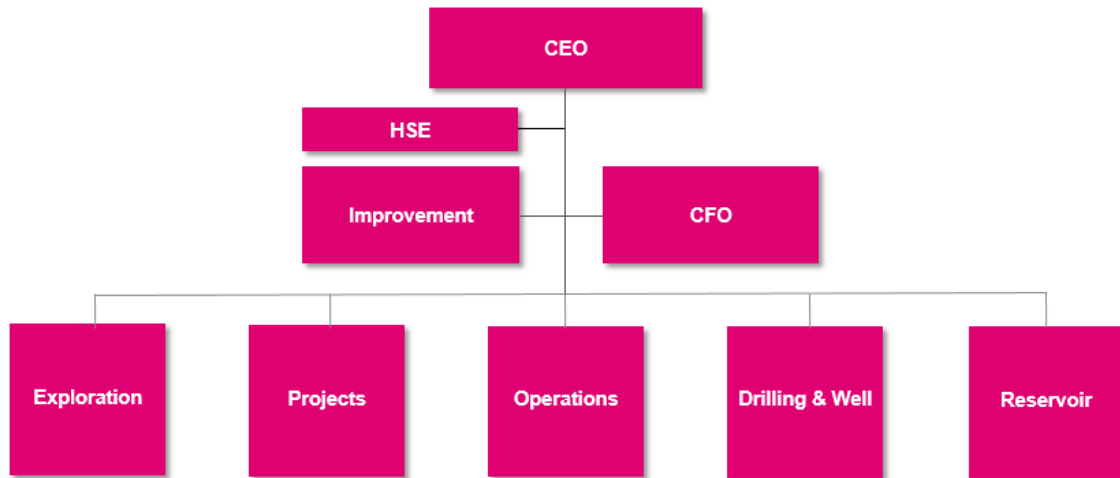 CEO
HSE
Improvement
CFO
Exploration
Projects
Operations
Drilling & Well
Reservoir